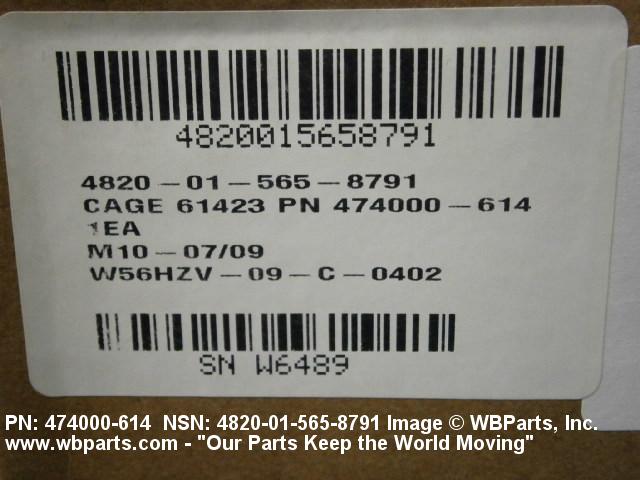 4820015658791
4820-01-565-8791
CAGE 61423 PN 474000-614
1EA
M10-07/09
W56HZV-09-C-0402
SN W6489
PN: 474000-614 NSN: 4820-01-565-8791 Image © WBParts, Inc.
www.wbparts.com - "Our Parts Keep the World Moving"